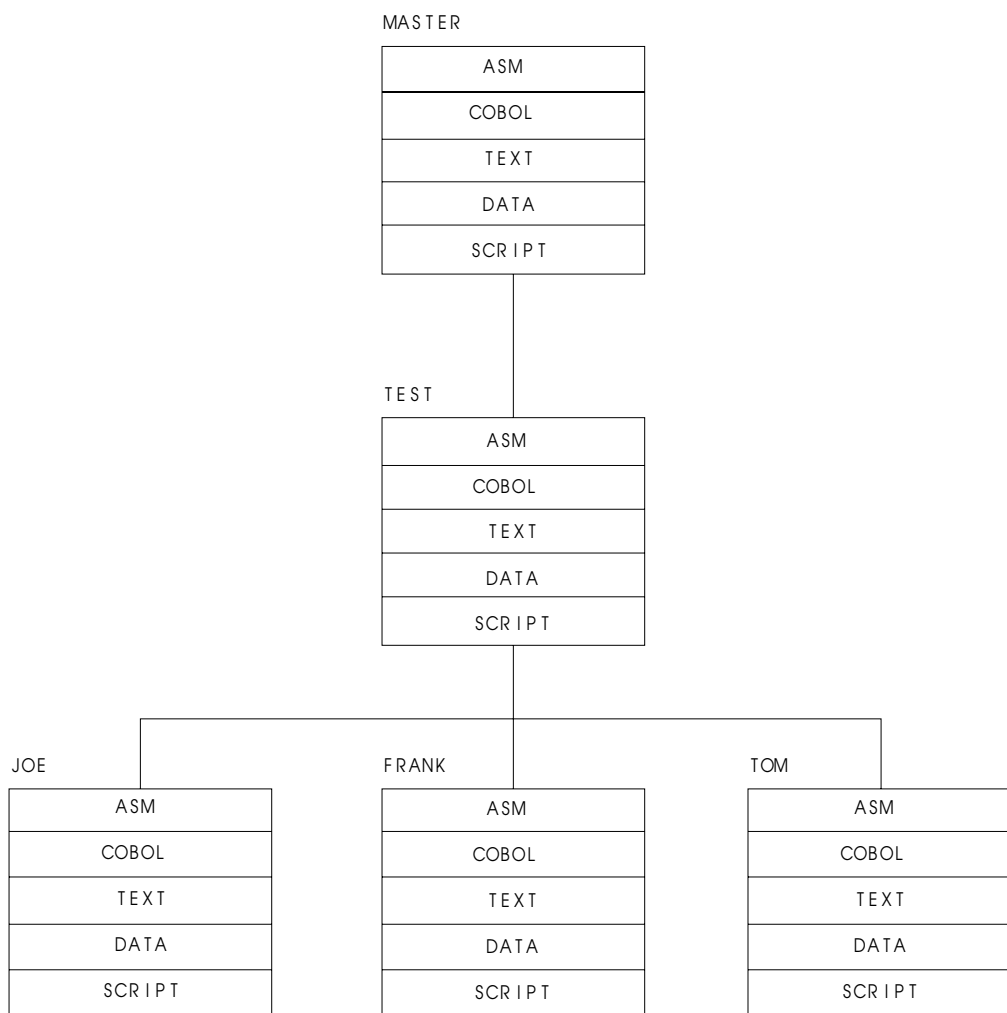 MASTER
ASM
COBOL
TEXT
DATA
SCRIPT
TEST
ASM
COBOL
TEXT
DATA
SCRIPT
JOE
ASM
COBOL
TEXT
DATA
SCRIPT
FRANK
ASM
COBOL
TEXT
DATA
SCRIPT
TOM
ASM
COBOL
TEXT
DATA
SCRIPT